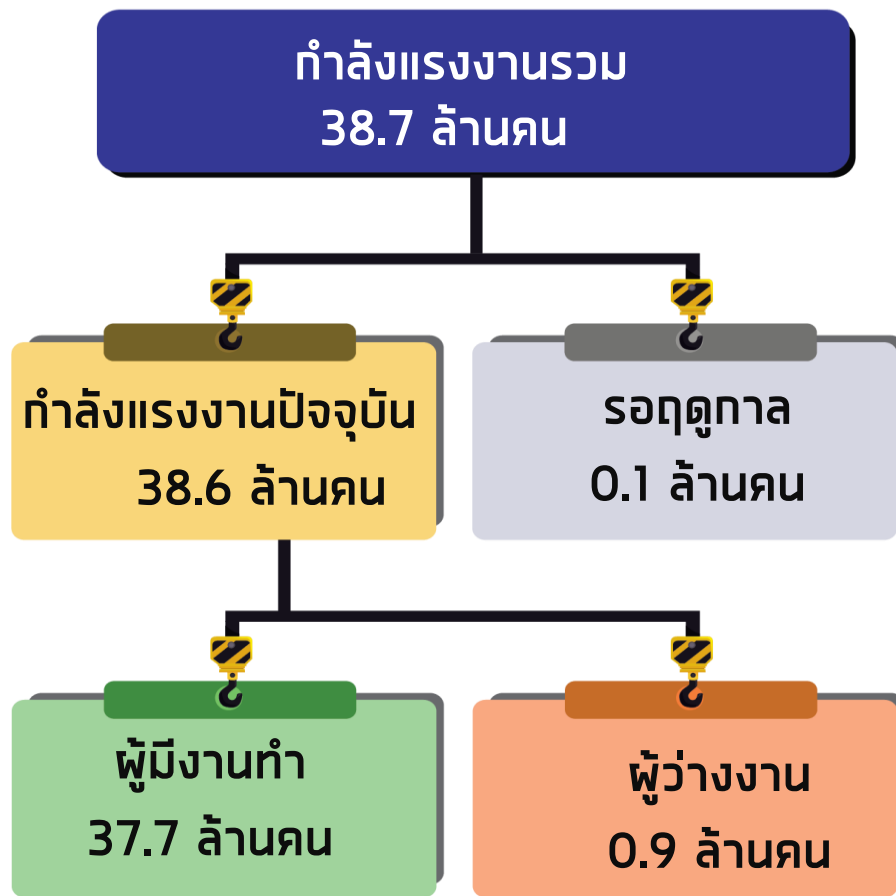 กำลังแรงงานรวม
38.7 ล้านคน
กำลังแรงงานปัจจุบัน
38.6 ล้านคน
รอฤดูกาล
0.1 ล้านคน
ผู้มีงานทำ
37.7 ล้านคน
ผู้ว่างงาน
0.9 ล้านคน